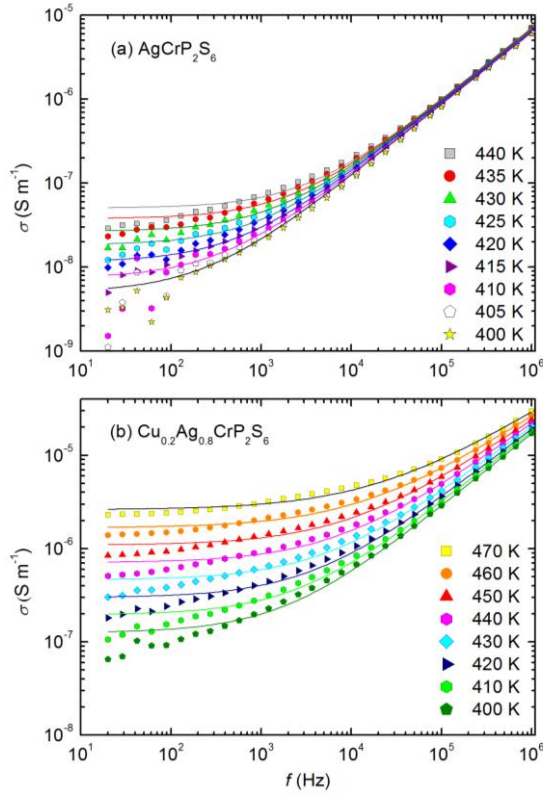 10⁻⁵
(a) AgCrP₂S₆
10⁻⁶
σ (S m⁻¹)
10⁻⁷
10⁻⁸
10⁻⁹
440 K
435 K
430 K
425 K
420 K
415 K
410 K
405 K
400 K
10¹ 10² 10³ 10⁴ 10⁵ 10⁶
(b) Cu₀.₂Ag₀.₈CrP₂S₆
10⁻⁵
σ (S m⁻¹)
10⁻⁶
10⁻⁷
10⁻⁸
470 K
460 K
450 K
440 K
430 K
420 K
410 K
400 K
10¹ 10² 10³ 10⁴ 10⁵ 10⁶
f (Hz)